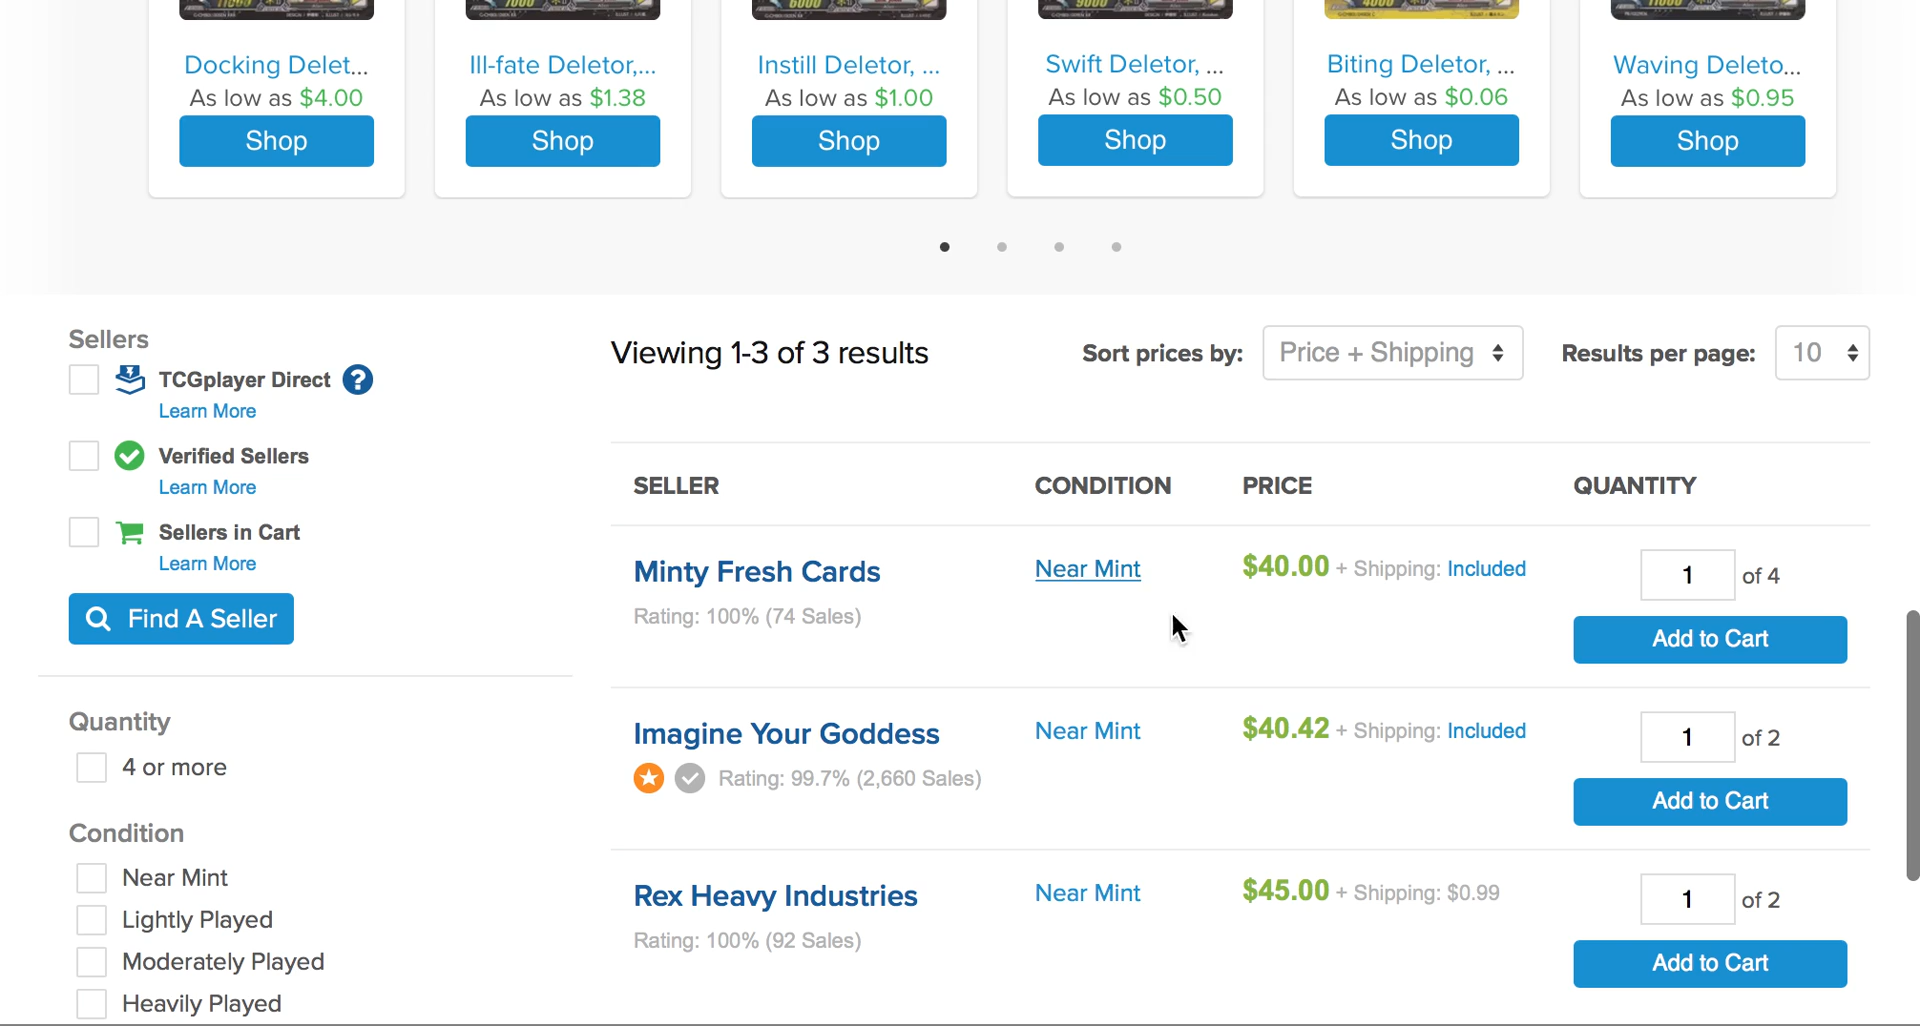 Docking Delet...
As low as $4.00
Shop
Ill-fate Deletor,...
As low as $1.38
Shop
Instill Deletor, ...
As low as $1.00
Shop
Swift Deletor, ...
As low as $0.50
Shop
Biting Deletor, ...
As low as $0.06
Shop
Waving Deleto...
As low as $0.95
Shop
Sellers
TCGplayer Direct ?
Learn More
Verified Sellers
Learn More
Sellers in Cart
Learn More
Find A Seller
Quantity
4 or more
Condition
Near Mint
Lightly Played
Moderately Played
Heavily Played
Viewing 1-3 of 3 results
Sort prices by: Price + Shipping
Results per page: 10
SELLER CONDITION PRICE QUANTITY
Minty Fresh Cards Near Mint $40.00 + Shipping: Included 1 of 4
Rating: 100% (74 Sales)
Add to Cart
Imagine Your Goddess Near Mint $40.42 + Shipping: Included 1 of 2
Rating: 99.7% (2,660 Sales)
Add to Cart
Rex Heavy Industries Near Mint $45.00 + Shipping: $0.99 1 of 2
Rating: 100% (92 Sales)
Add to Cart